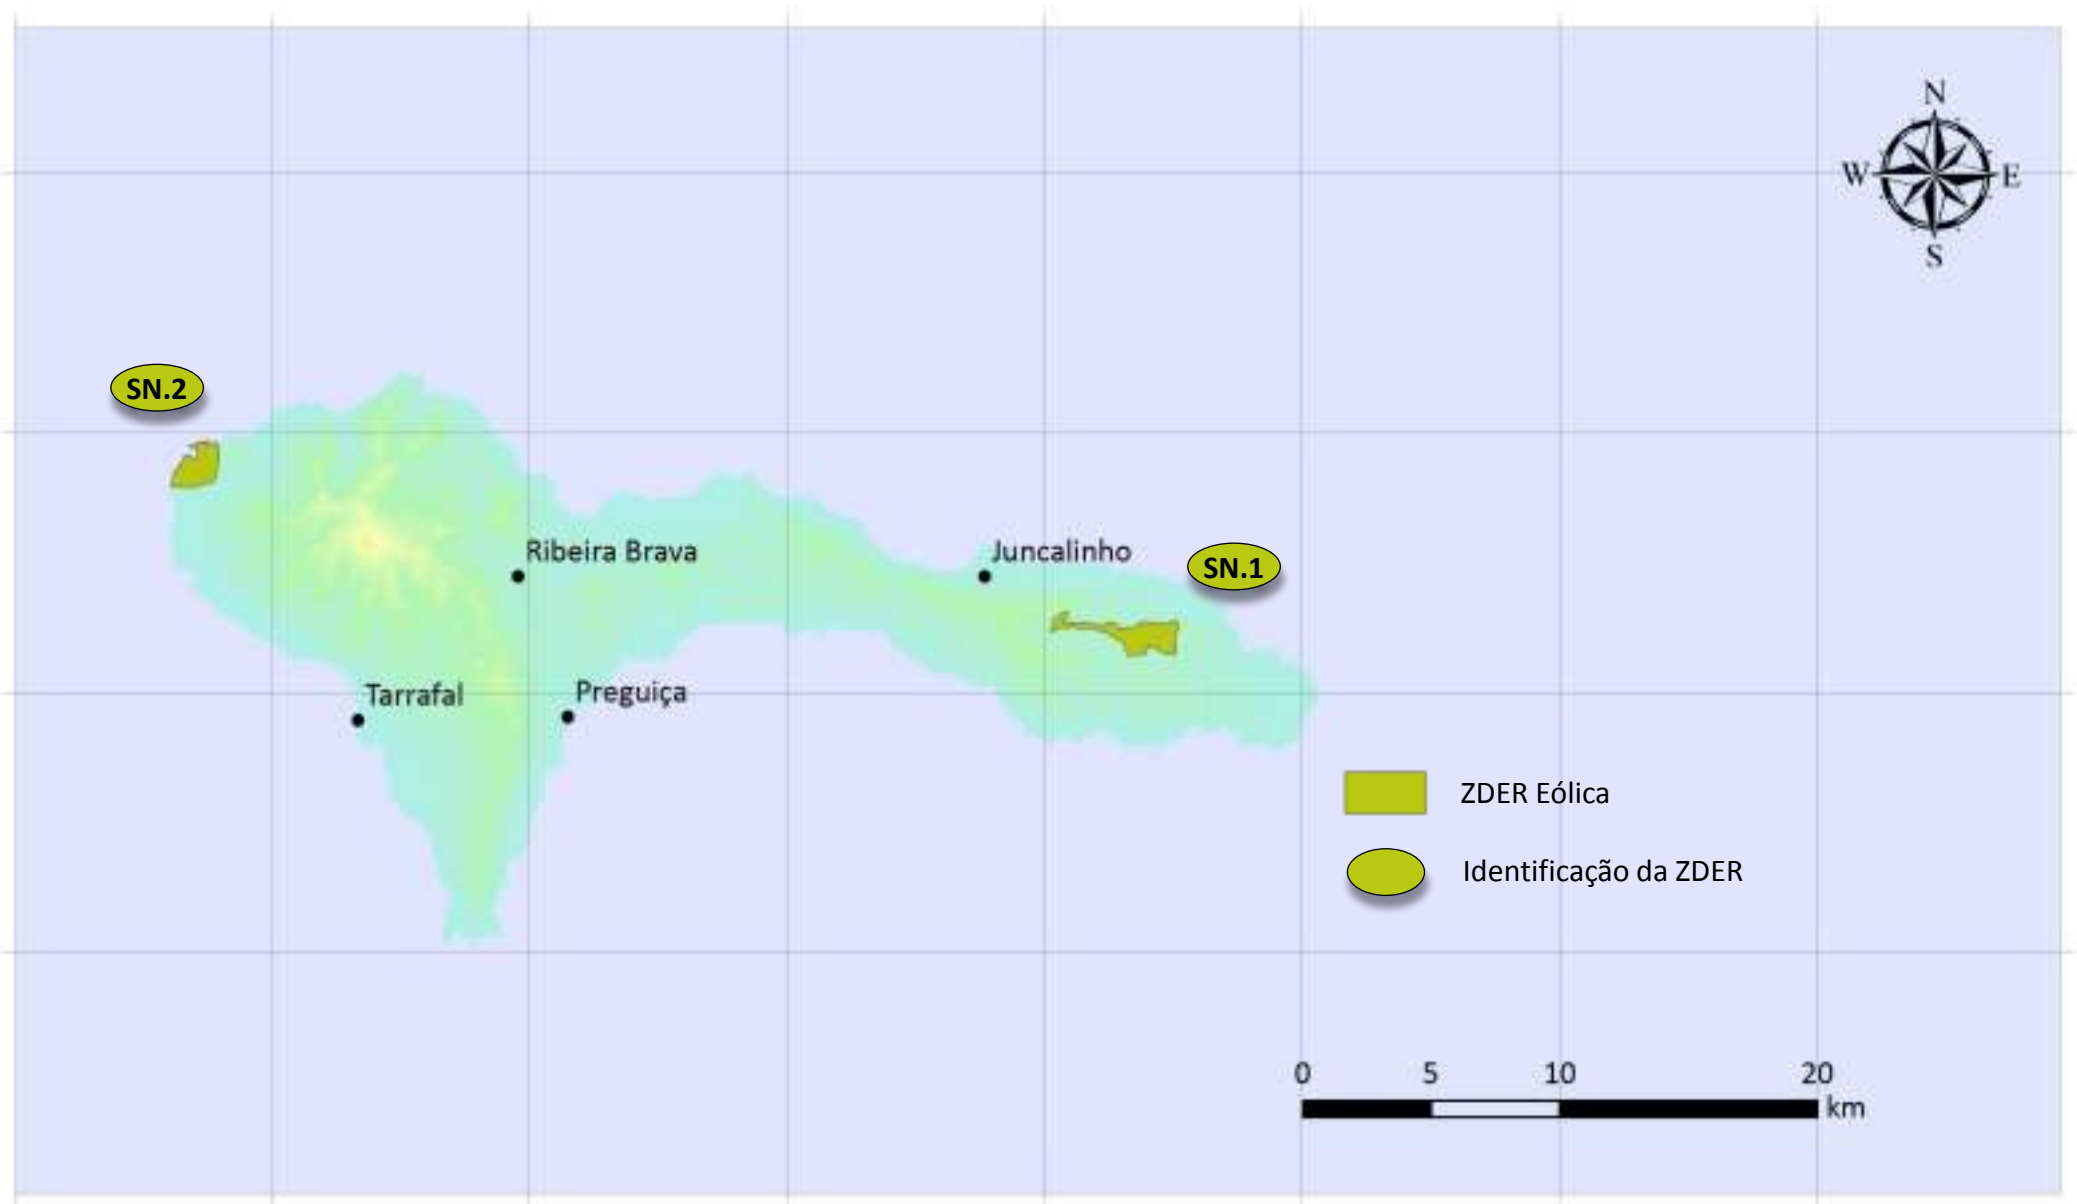 N
W E
S
SN.2
Ribeira Brava
Juncalinho
SN.1
Tarrafal
Preguiça
ZDER Eólica
Identificação da ZDER
0 5 10 20
km